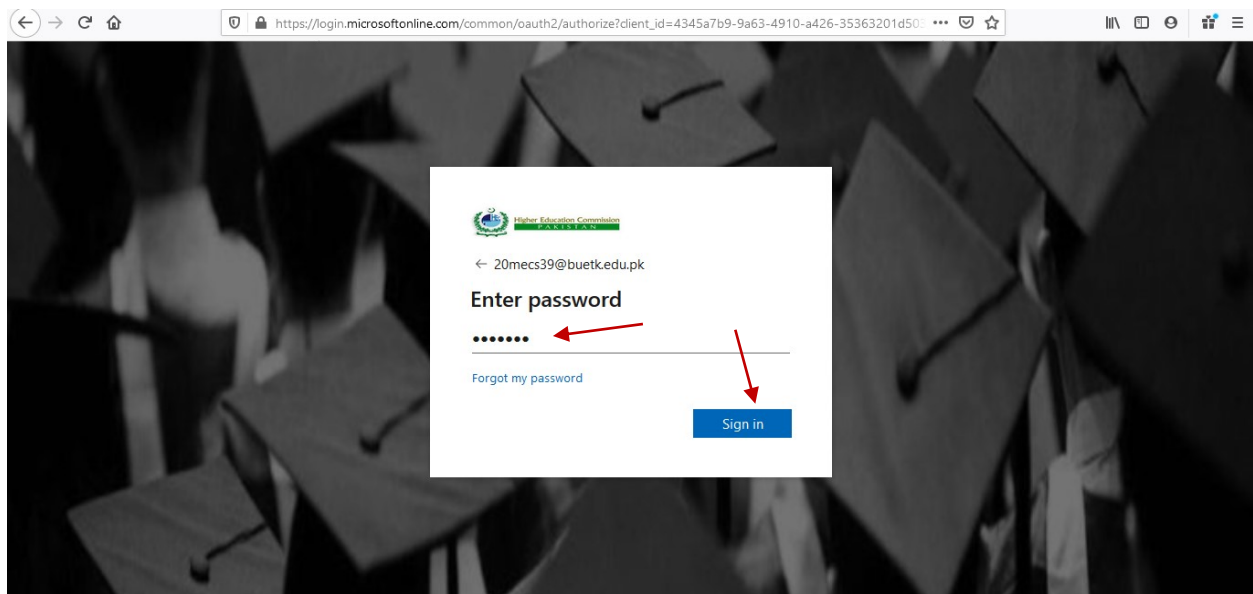 https://login.microsoftonline.com/common/oauth2/authorize?client_id=4345a7b9-9a63-4910-a426-35363201d503
Higher Education Commission
PAKISTAN
← 20mecs39@buetk.edu.pk
Enter password
•••••••
Forgot my password
Sign in